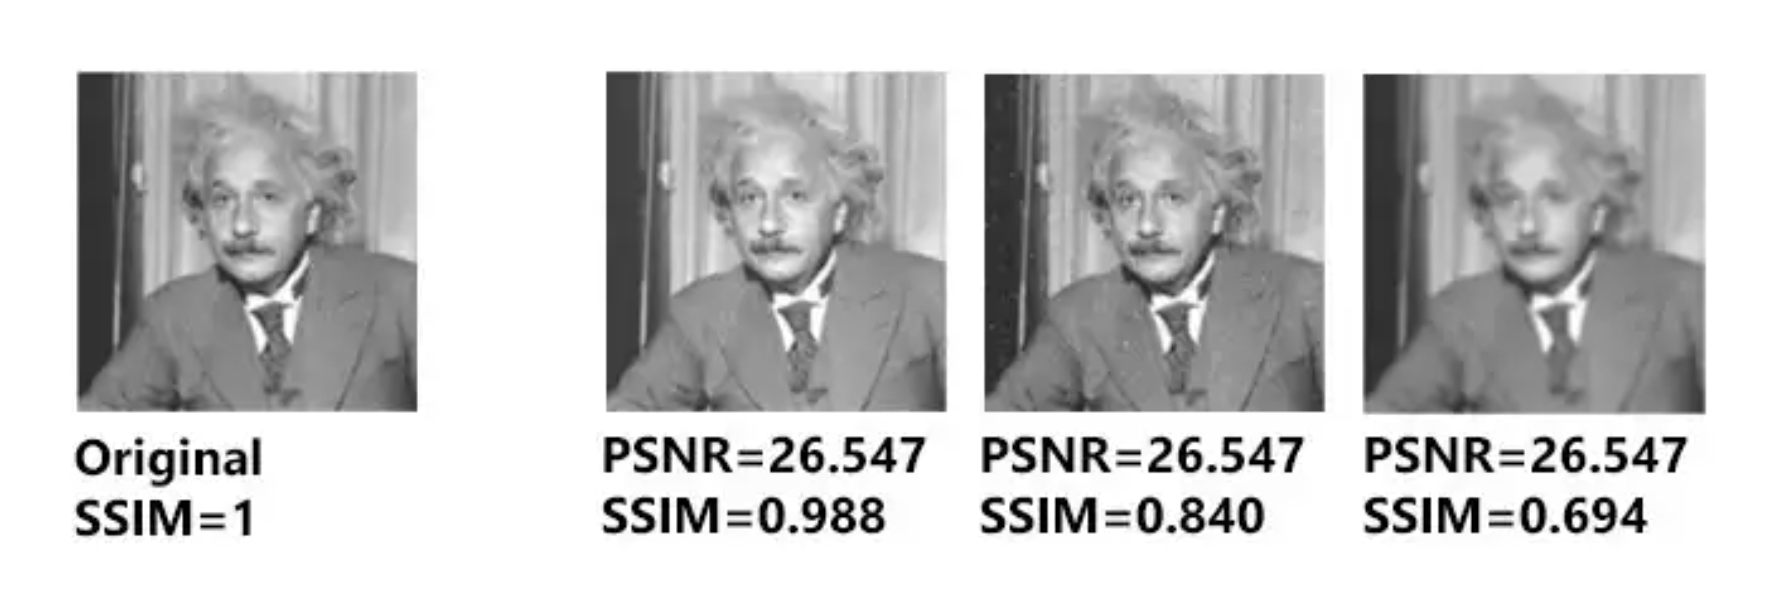 Original
SSIM=1
PSNR=26.547
SSIM=0.988
PSNR=26.547
SSIM=0.840
PSNR=26.547
SSIM=0.694